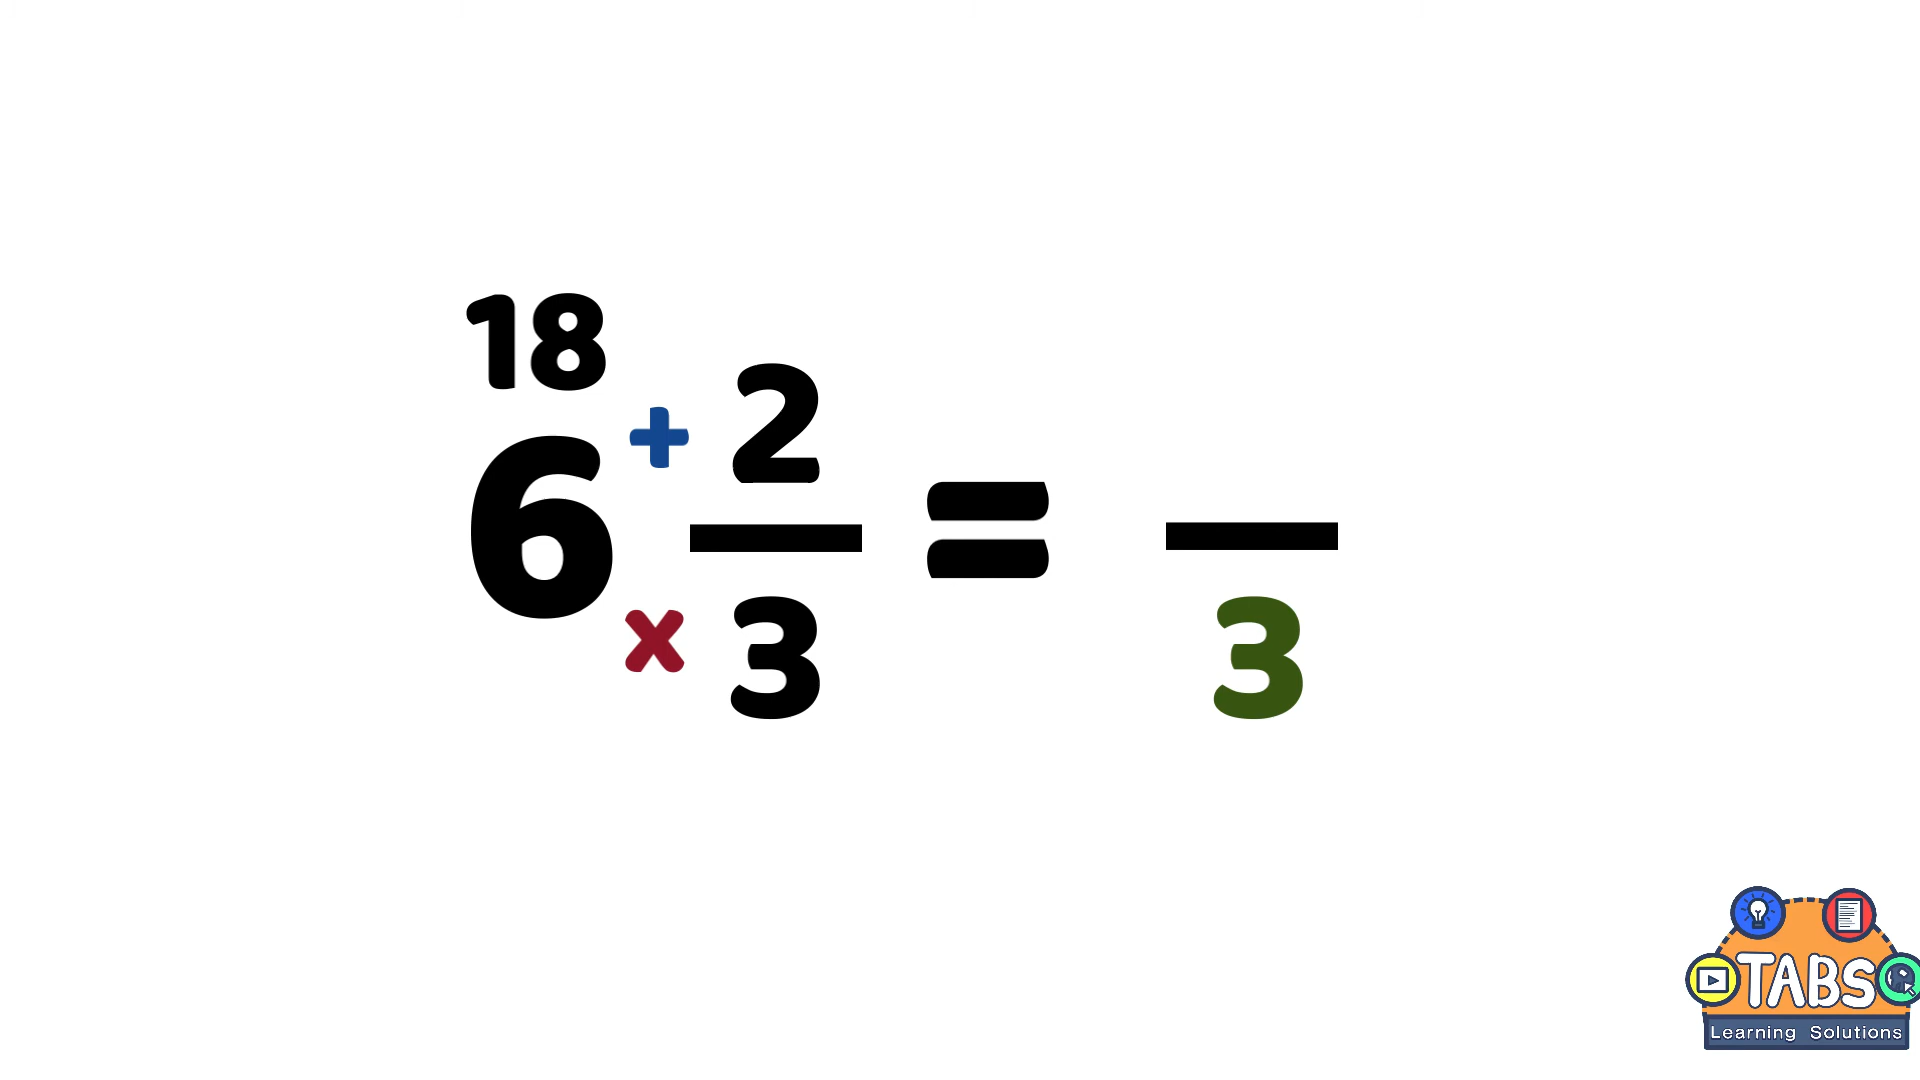 18
6 + 2
x 3
= 3
TABS
Learning Solutions